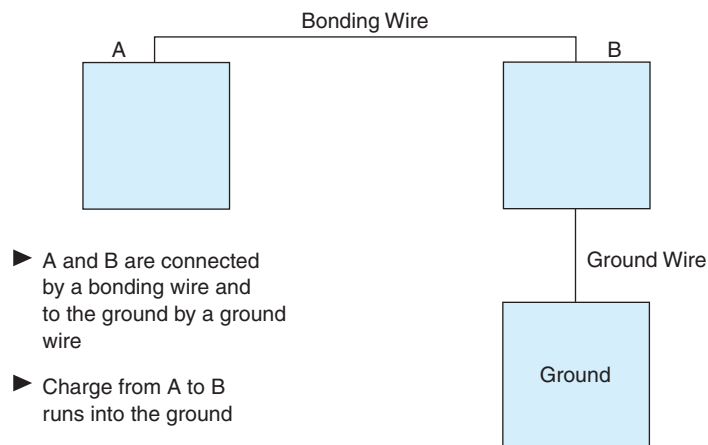 Bonding Wire
A
B
► A and B are connected
by a bonding wire and
to the ground by a ground
wire
Ground Wire
► Charge from A to B
runs into the ground
Ground